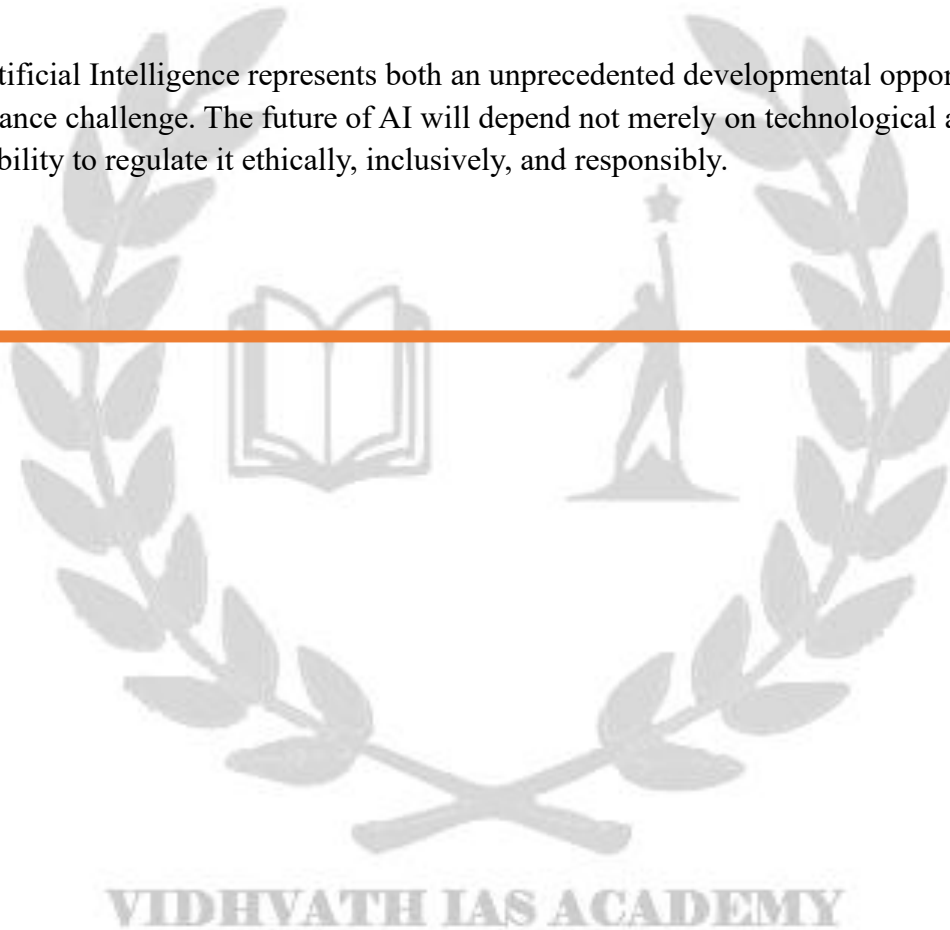 tificial Intelligence represents both an unprecedented developmental oppor
ance challenge. The future of AI will depend not merely on technological a
bility to regulate it ethically, inclusively, and responsibly.
VIDHVATH IAS ACADEMY